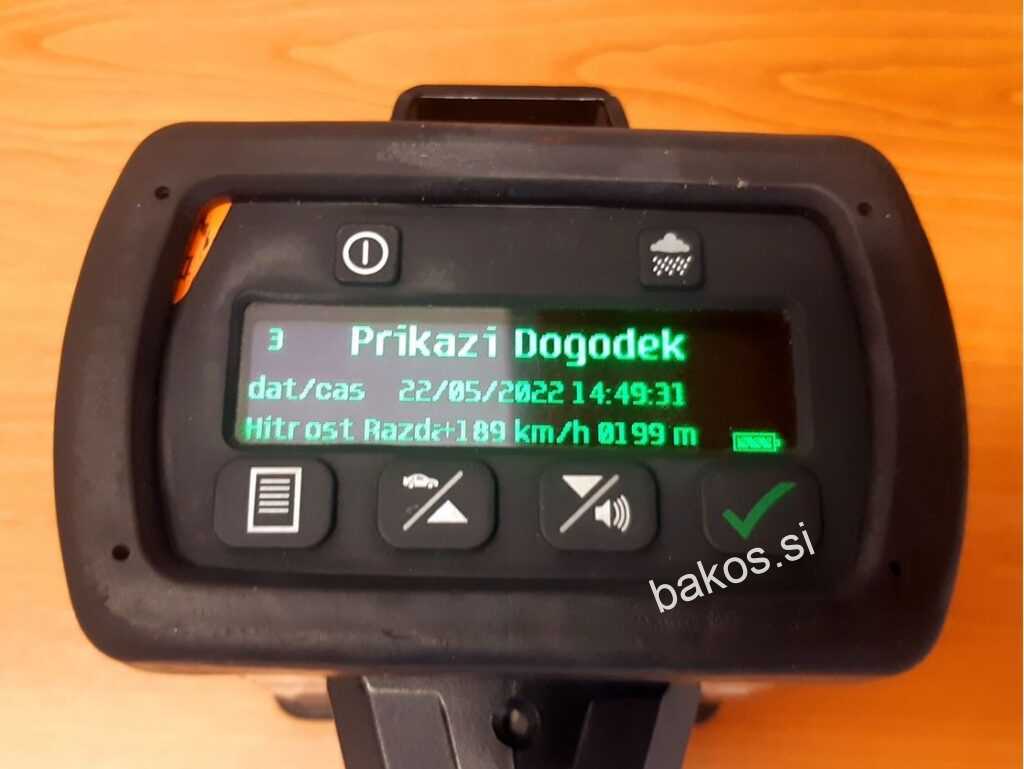 3 Prikazi Dogodek
dat/cas 22/05/2022 14:49:31
Hitrost Razda+189 km/h 0199 m
bakos.si